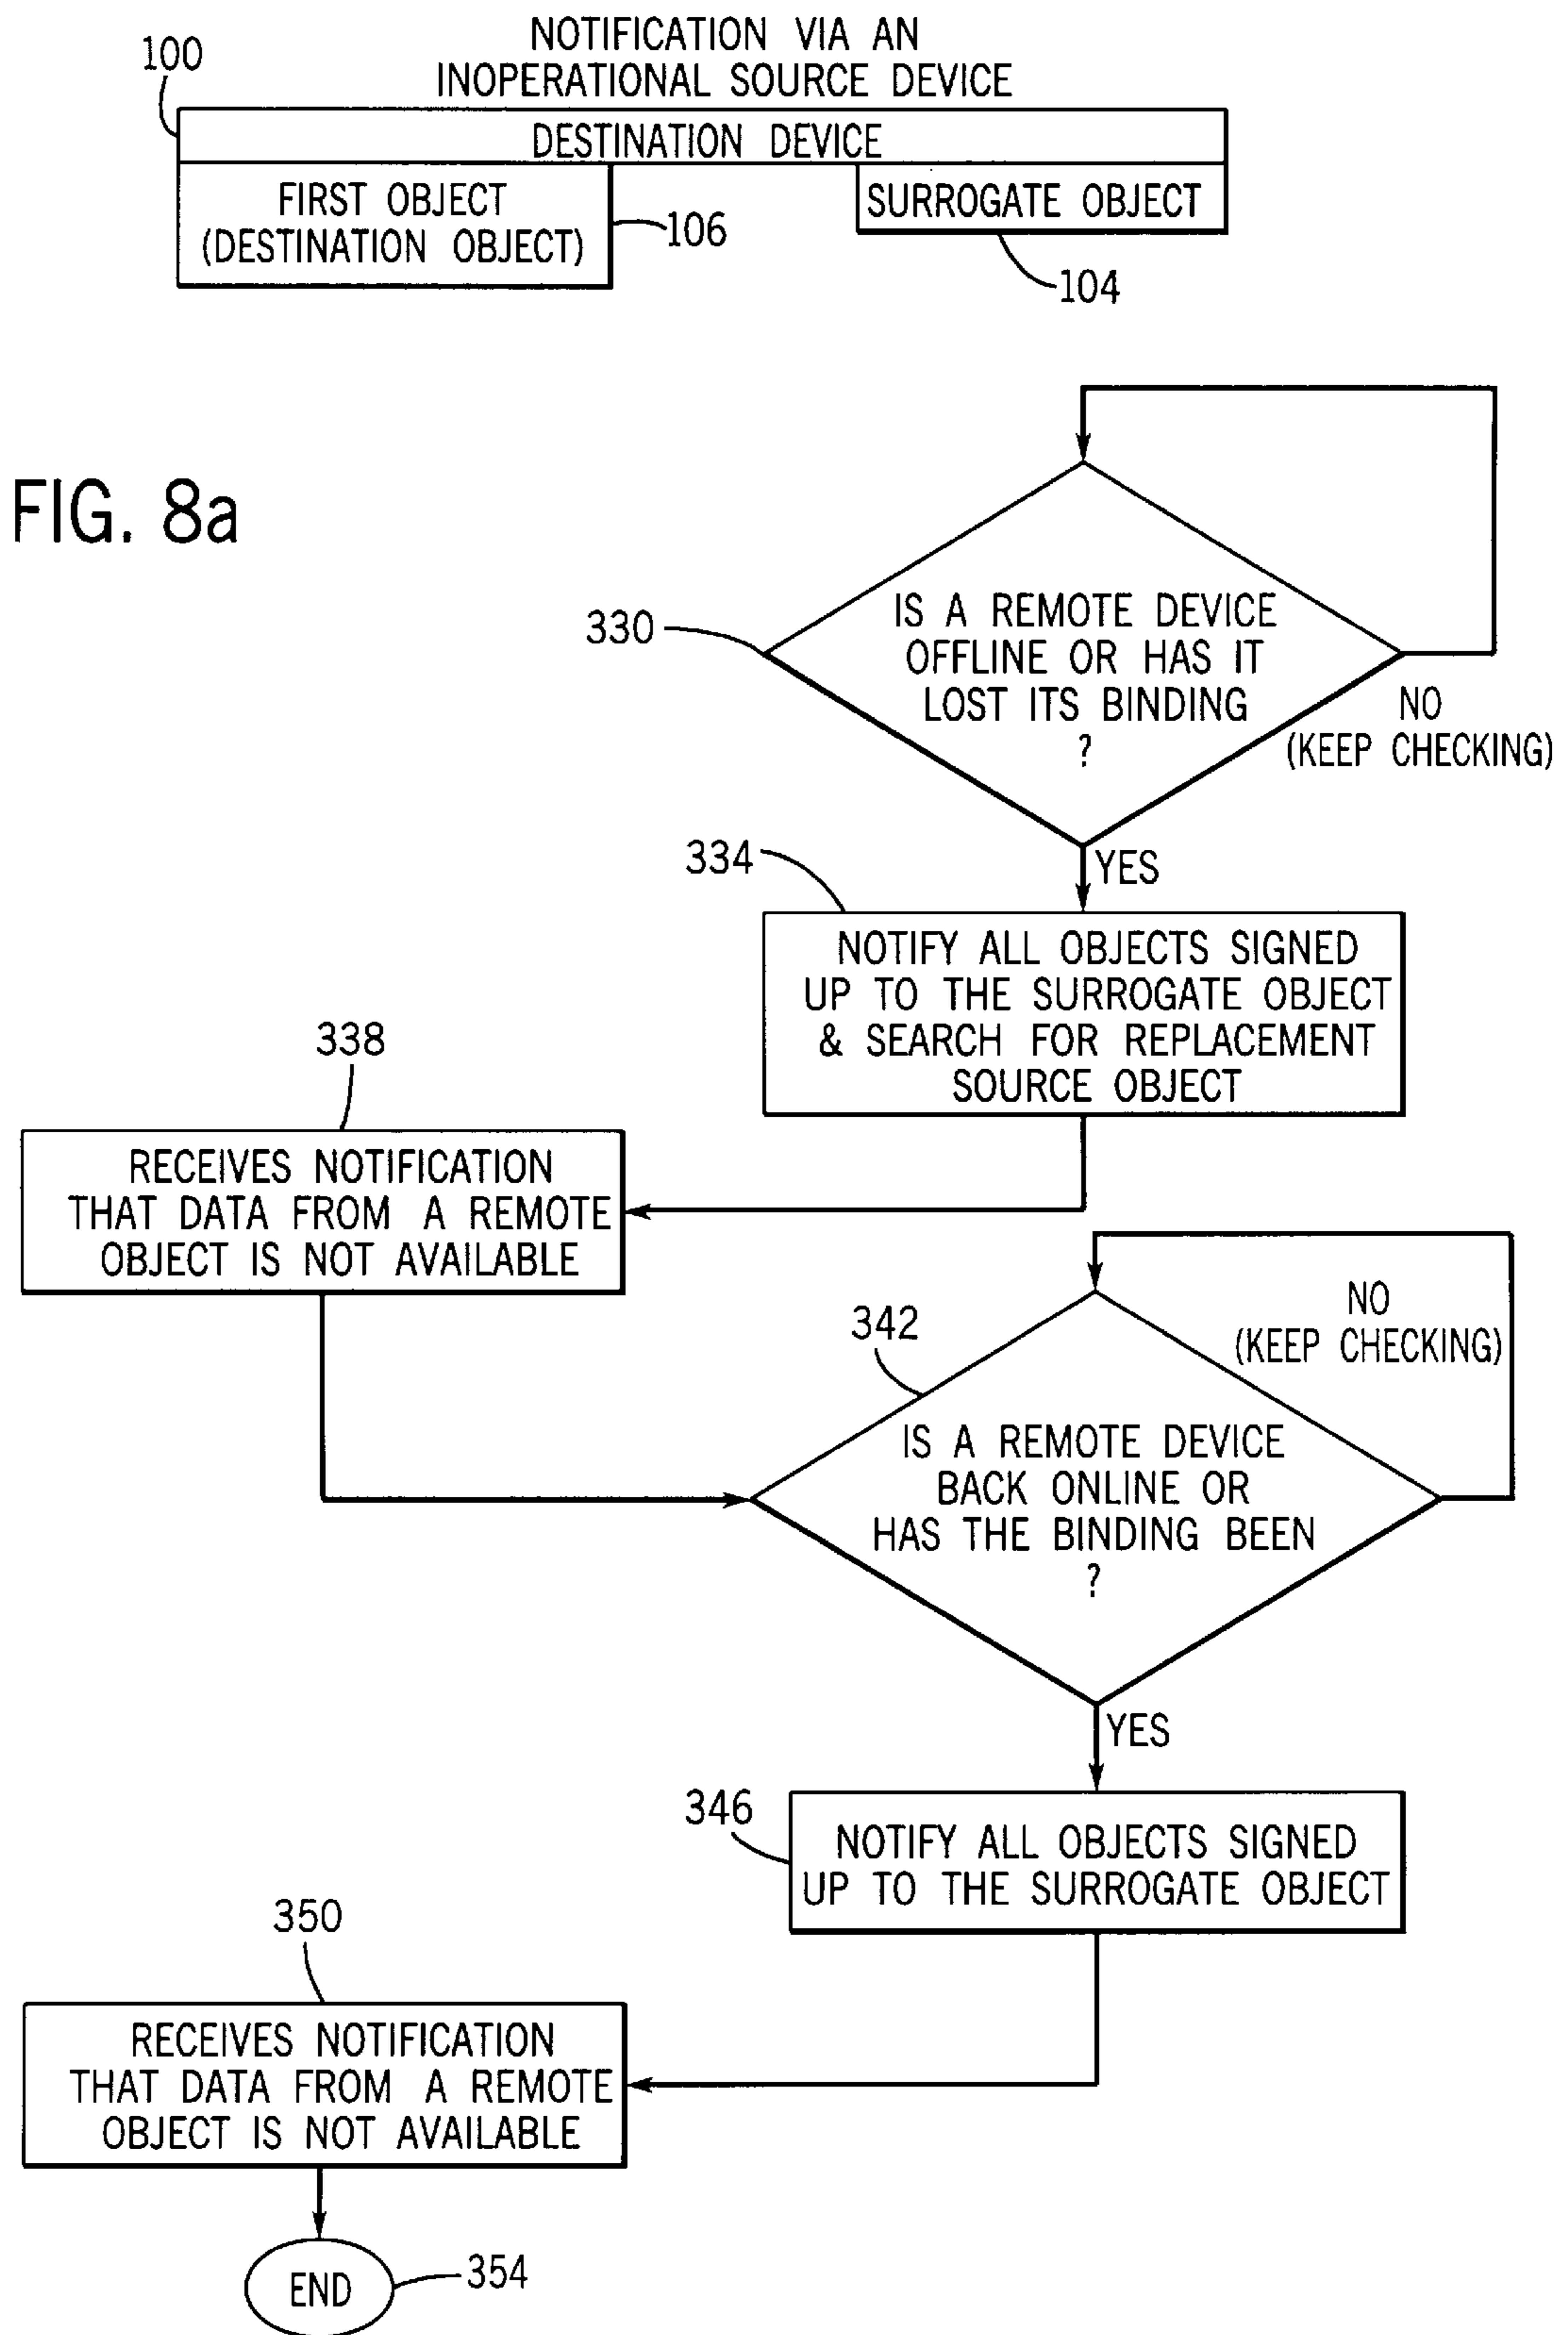 NOTIFICATION VIA AN
INOPERATIONAL SOURCE DEVICE
100
DESTINATION DEVICE
FIRST OBJECT
(DESTINATION OBJECT)
106
SURROGATE OBJECT
104
FIG. 8a
330
IS A REMOTE DEVICE
OFFLINE OR HAS IT
LOST ITS BINDING
?
NO
(KEEP CHECKING)
YES
334
NOTIFY ALL OBJECTS SIGNED
UP TO THE SURROGATE OBJECT
& SEARCH FOR REPLACEMENT
SOURCE OBJECT
338
RECEIVES NOTIFICATION
THAT DATA FROM A REMOTE
OBJECT IS NOT AVAILABLE
342
NO
(KEEP CHECKING)
IS A REMOTE DEVICE
BACK ONLINE OR
HAS THE BINDING BEEN
?
YES
346
NOTIFY ALL OBJECTS SIGNED
UP TO THE SURROGATE OBJECT
350
RECEIVES NOTIFICATION
THAT DATA FROM A REMOTE
OBJECT IS NOT AVAILABLE
END
354